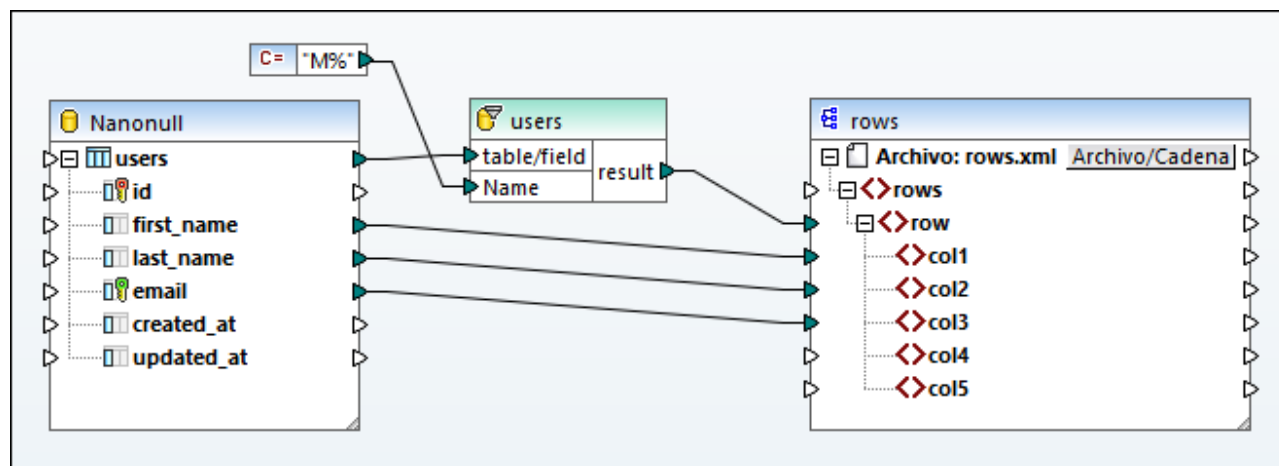 C= "M%"
Nanonull
users
id
first_name
last_name
email
created_at
updated_at
users
table/field
Name
result
rows
Archivo: rows.xml Archivo/Cadena
rows
row
col1
col2
col3
col4
col5